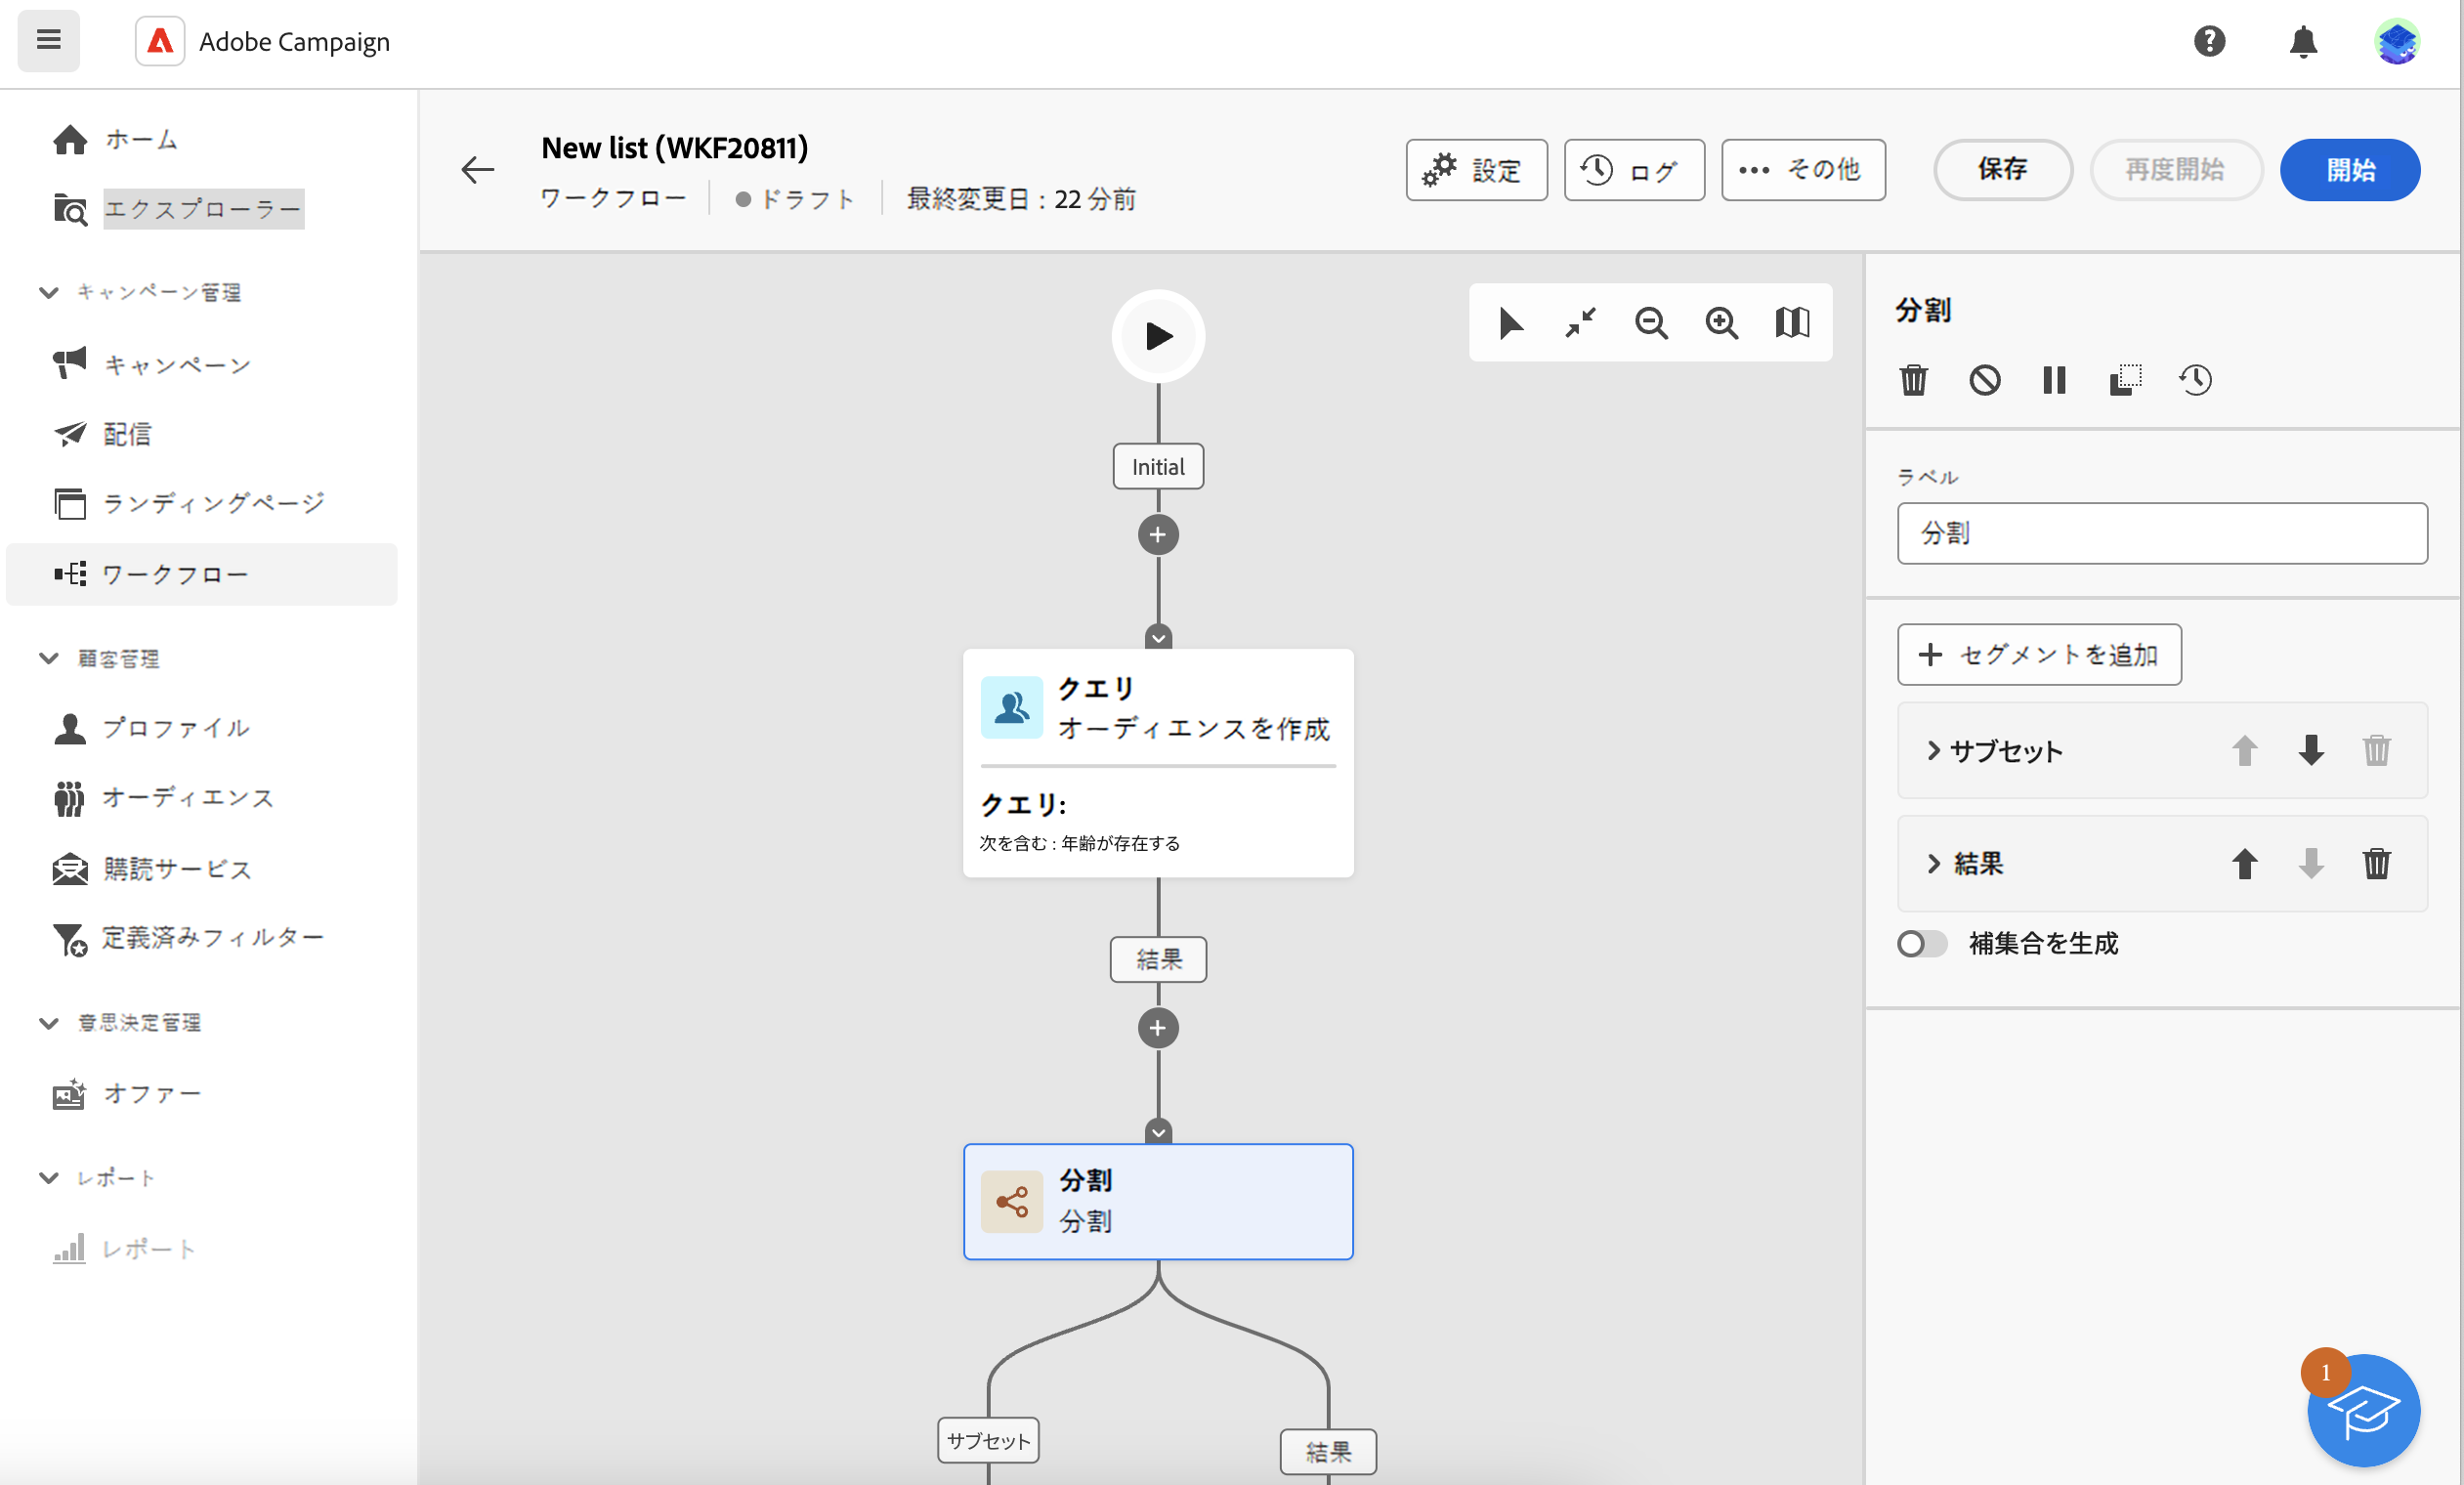 Adobe Campaign
ホーム
エクスプローラー
キャンペーン管理
キャンペーン
配信
ランディングページ
ワークフロー
顧客管理
プロファイル
オーディエンス
購読サービス
定義済みフィルター
意思決定管理
オファー
レポート
レポート
New list (WKF20811)
ワークフロー
ドラフト
最終変更日 : 22 分前
設定
ログ
その他
保存
再度開始
開始
Initial
クエリ
オーディエンスを作成
クエリ:
次を含む : 年齢が存在する
結果
分割
分割
サブセット
結果
分割
ラベル
分割
セグメントを追加
サブセット
結果
補集合を生成
1